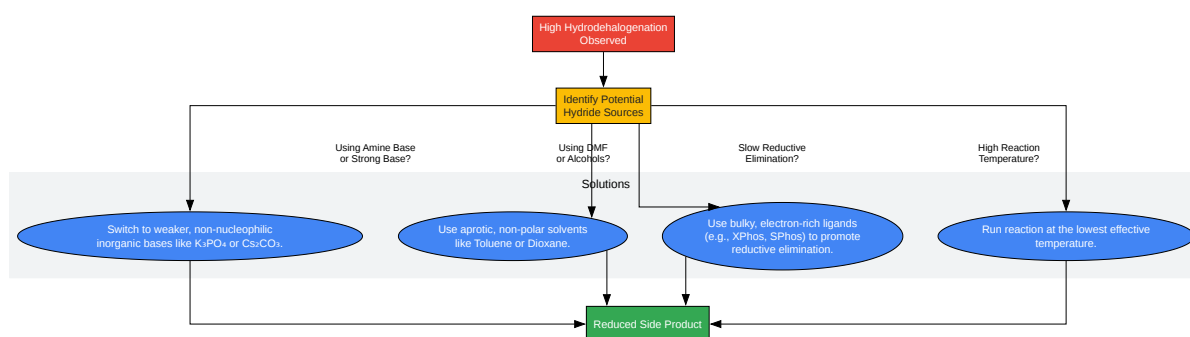 High Hydrodehalogenation
Observed
Identify Potential
Hydride Sources
Using Amine Base
or Strong Base?
Using DMF
or Alcohols?
Slow Reductive
Elimination?
High Reaction
Temperature?
Solutions
Switch to weaker, non-nucleophilic
inorganic bases like K₃PO₄ or Cs₂CO₃.
Use aprotic, non-polar solvents
like Toluene or Dioxane.
Use bulky, electron-rich ligands
(e.g., XPhos, SPhos) to promote
reductive elimination.
Run reaction at the lowest effective
temperature.
Reduced Side Product